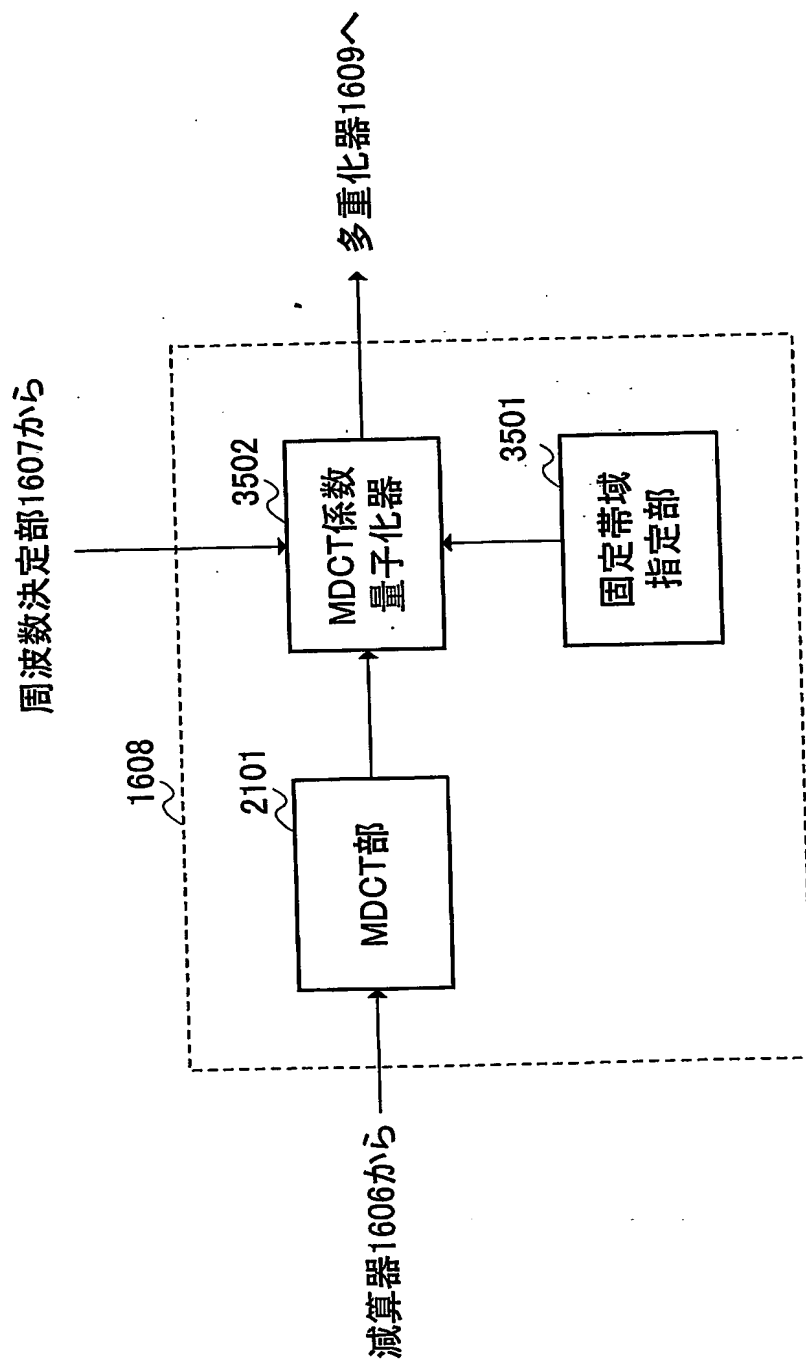 周波数決定部1607から
1608
3502
MDCT係数
量子化器
多重化器1609へ
2101
MDCT部
減算器1606から
3501
固定帯域
指定部